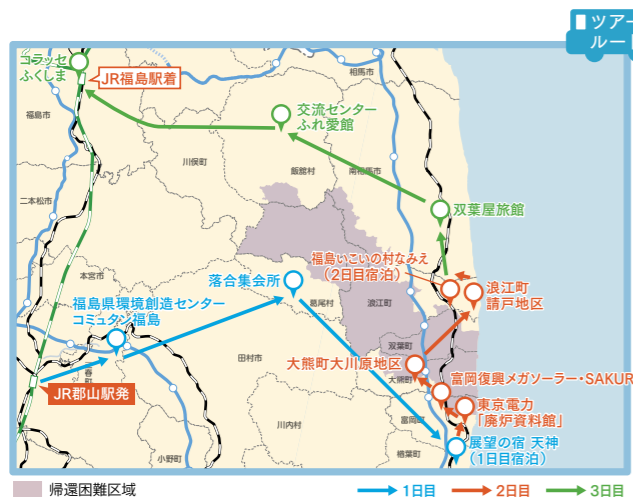 ツアー
ルート
コラッセ
ふくしま
JR福島駅着
相馬市
福島市
交流センター
ふれ愛館
川俣町
飯舘村
南相馬市
二本松市
双葉屋旅館
福島いこいの村なみえ
（2日目宿泊）
本宮市
落合集会所
浪江町
請戸地区
福島県環境創造センター
コミュタン福島
葛尾村
浪江町
双葉町
田村市
大熊町大川原地区
大熊町
春町
JR郡山駅発
富岡復興メガソーラー・SAKUR
東京電力
「廃炉資料館」
川内村
富岡町
展望の宿 天神
（1日目宿泊）
小野町
楢葉町
帰還困難区域
1日目
2日目
3日目